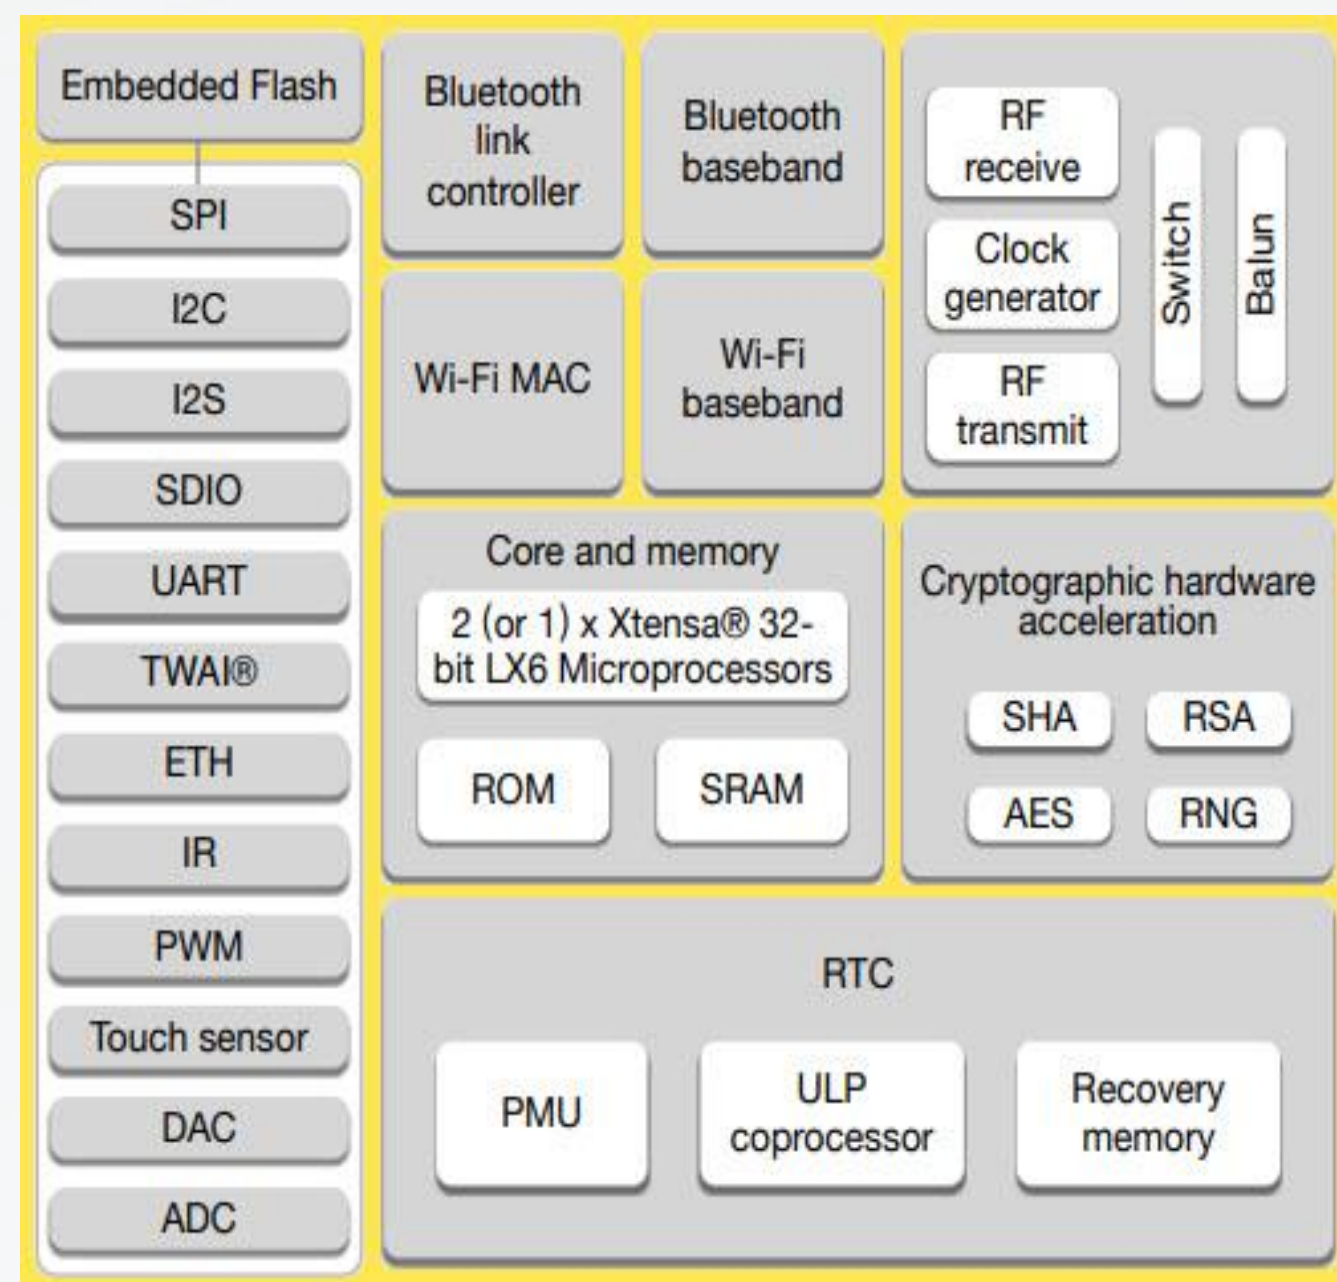 Embedded Flash
SPI
I2C
I2S
SDIO
UART
TWAI®
ETH
IR
PWM
Touch sensor
DAC
ADC
Bluetooth
link
controller
Bluetooth
baseband
Wi-Fi MAC
Wi-Fi
baseband
RF
receive
Clock
generator
RF
transmit
Switch
Balun
Core and memory
2 (or 1) x Xtensa® 32-
bit LX6 Microprocessors
ROM
SRAM
Cryptographic hardware
acceleration
SHA
RSA
AES
RNG
RTC
PMU
ULP
coprocessor
Recovery
memory